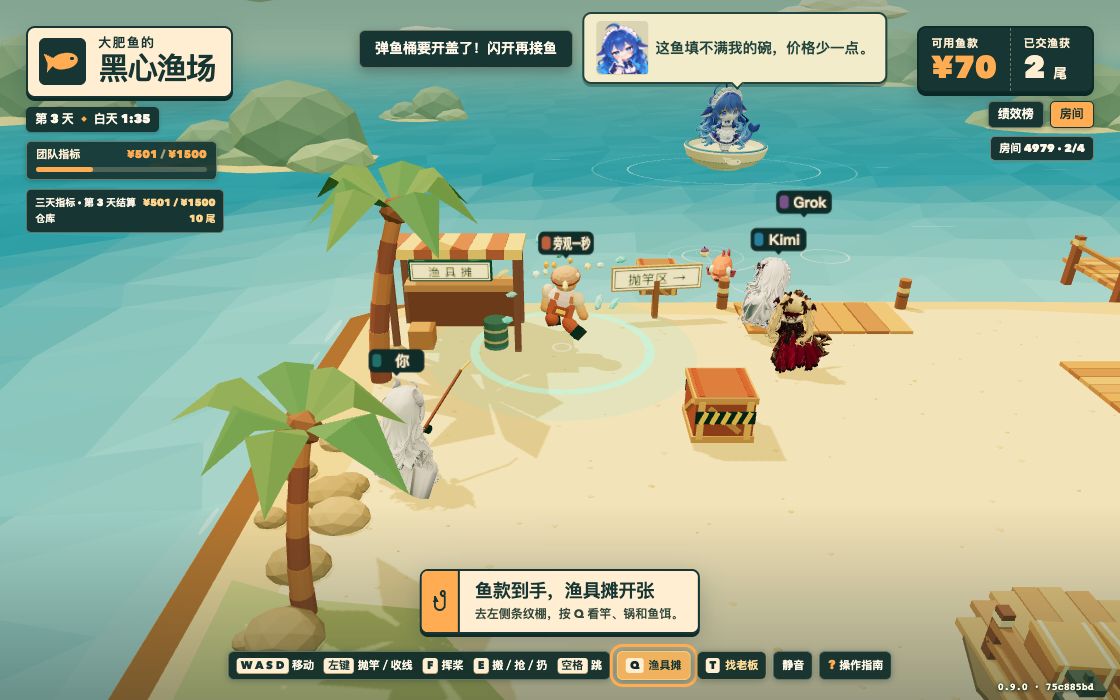 大肥鱼的
黑心渔场
弹鱼桶要开盖了！闪开再接鱼
这鱼填不满我的碗，价格少一点。
可用鱼款
¥70
已交渔获
2 尾
第 3 天 • 白天 1:35
绩效榜
房间
团队指标 ¥501 / ¥1500
房间 4979 · 2/4
三天指标 · 第 3 天结算 ¥501 / ¥1500
仓库 10 尾
Grok
Kimi
旁观一秒
渔具摊
抛竿区 →
你
鱼款到手，渔具摊开张
去左侧条纹棚，按 Q 看竿、锅和鱼饵。
W A S D 移动 左键 抛竿 / 收线 F 挥桨 E 搬 / 抢 / 扔 空格 跳 Q 渔具摊 T 找老板 静音 ? 操作指南
0.9.0 · 75c885bd